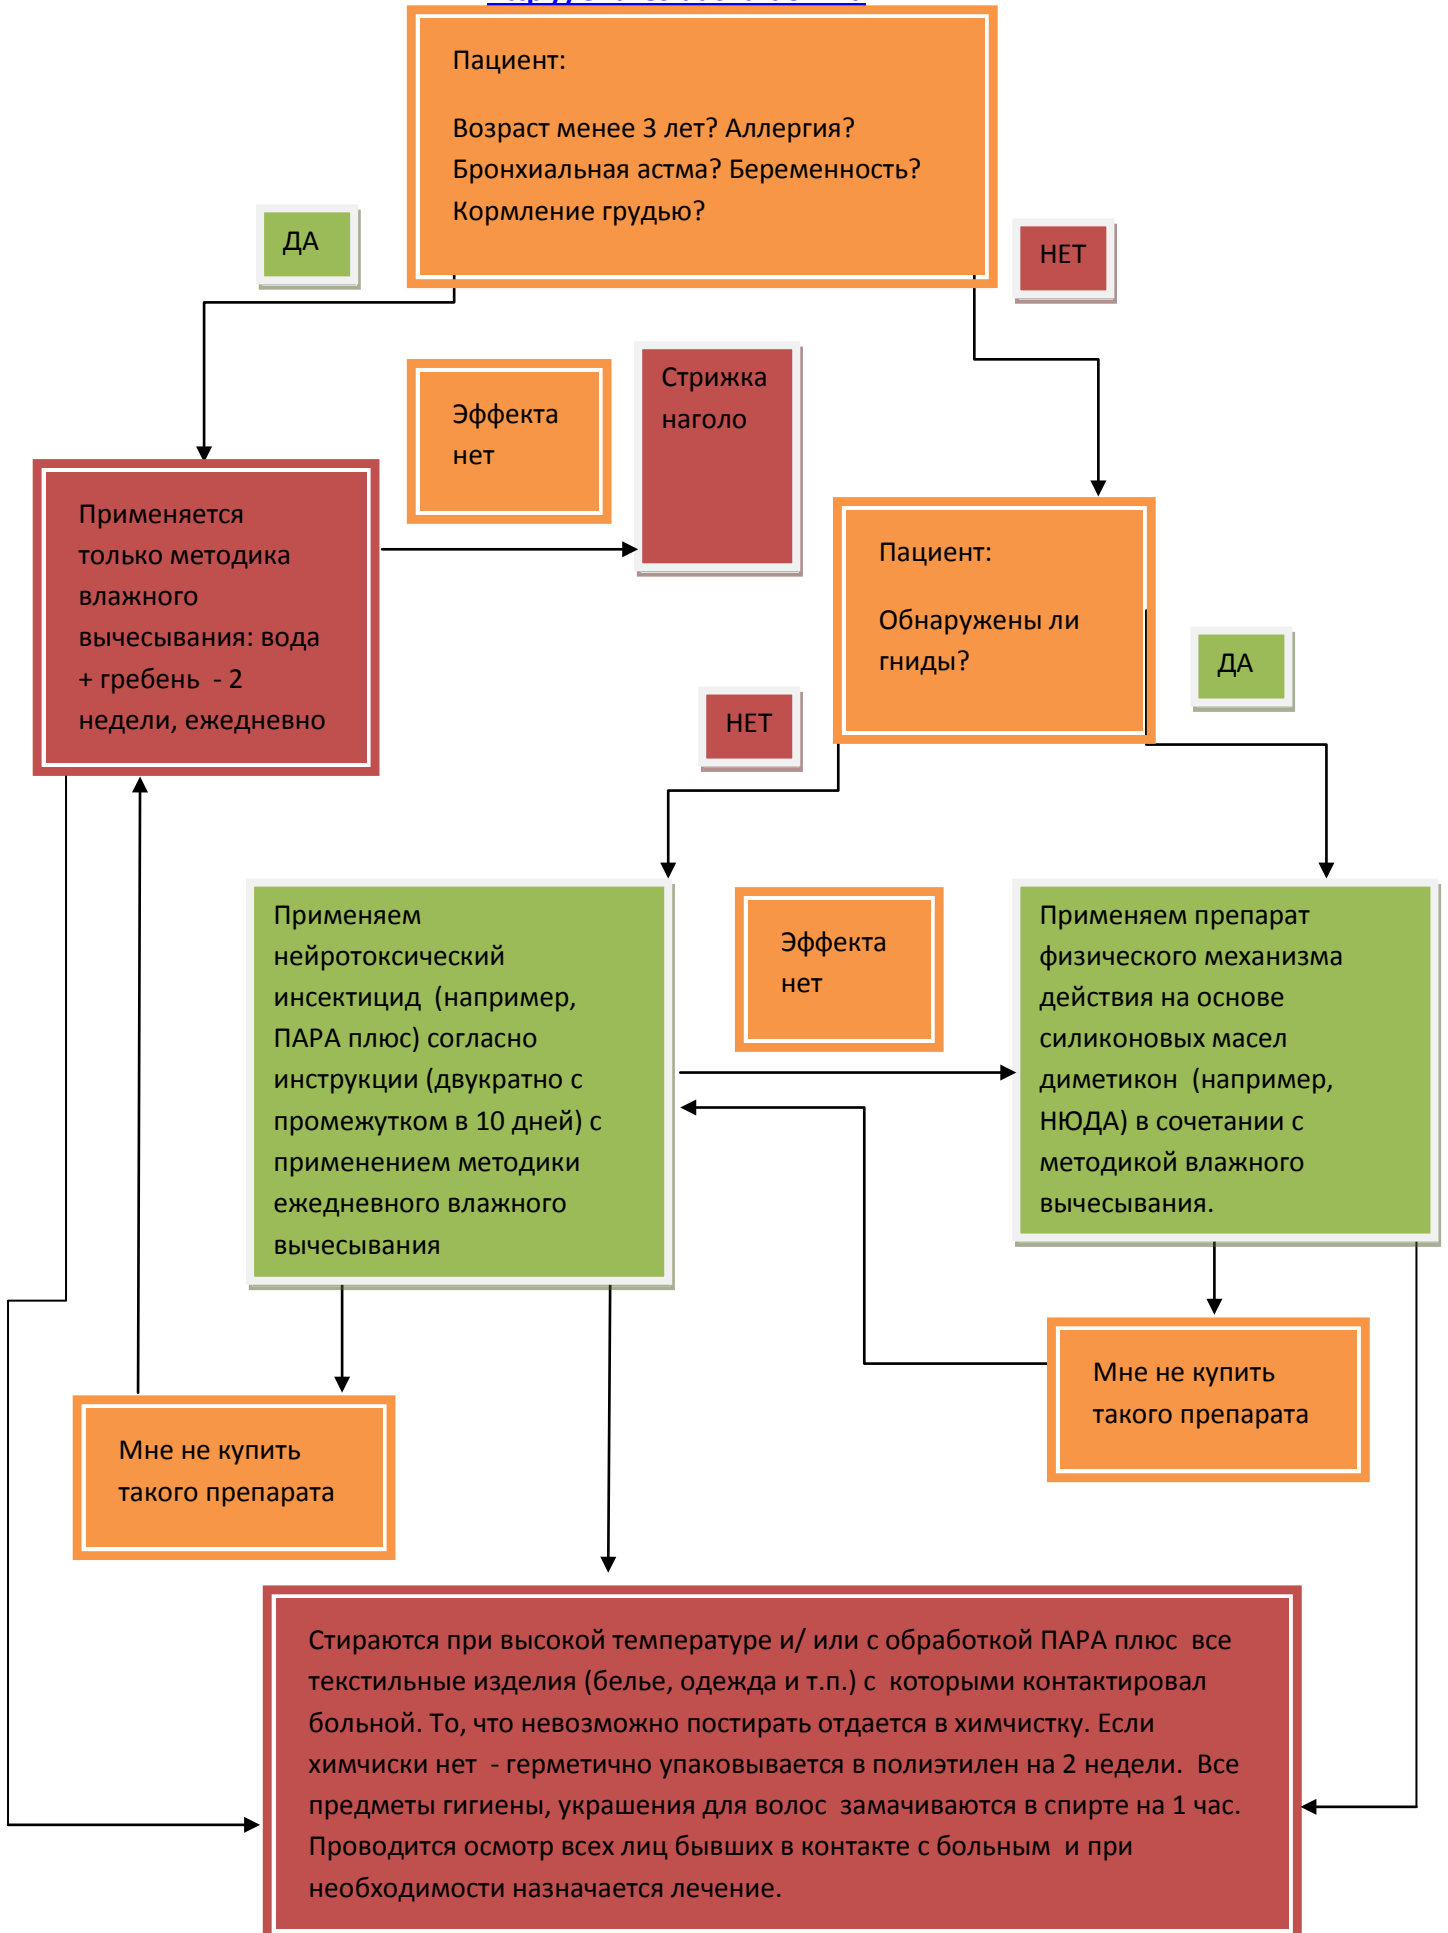 Пациент:
Возраст менее 3 лет? Аллергия?
Бронхиальная астма? Беременность?
Кормление грудью?
ДА
НЕТ
Эффекта
нет
Стрижка
наголо
Применяется
только методика
влажного
вычесывания: вода
+ гребень - 2
недели, ежедневно
Пациент:
Обнаружены ли
гниды?
НЕТ
ДА
Применяем
нейротоксический
инсектицид (например,
ПАРА плюс) согласно
инструкции (двукратно с
промежутком в 10 дней) с
применением методики
ежедневного влажного
вычесывания
Эффекта
нет
Применяем препарат
физического механизма
действия на основе
силиконовых масел
диметикон (например,
НЮДА) в сочетании с
методикой влажного
вычесывания.
Мне не купить
такого препарата
Мне не купить
такого препарата
Стираются при высокой температуре и/ или с обработкой ПАРА плюс все
текстильные изделия (белье, одежда и т.п.) с которыми контактировал
больной. То, что невозможно постирать отдается в химчистку. Если
химчиски нет - герметично упаковывается в полиэтилен на 2 недели. Все
предметы гигиены, украшения для волос замачиваются в спирте на 1 час.
Проводится осмотр всех лиц бывших в контакте с больным и при
необходимости назначается лечение.